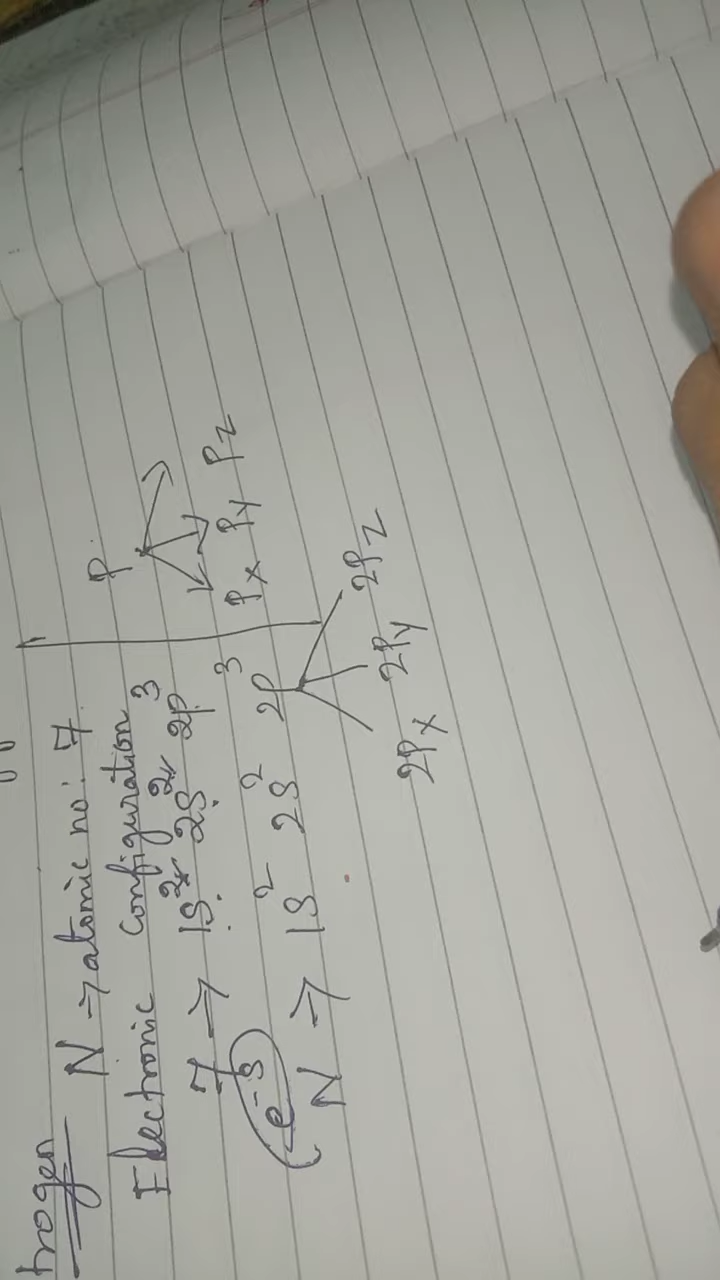 trogen
N → atomic no: 7
Electronic configuration
7 → 1S² 2S² 2P³
(e⁻s)
N → 1S² 2S² 2P³
2Px 2Py 2Pz
P
Px Py Pz